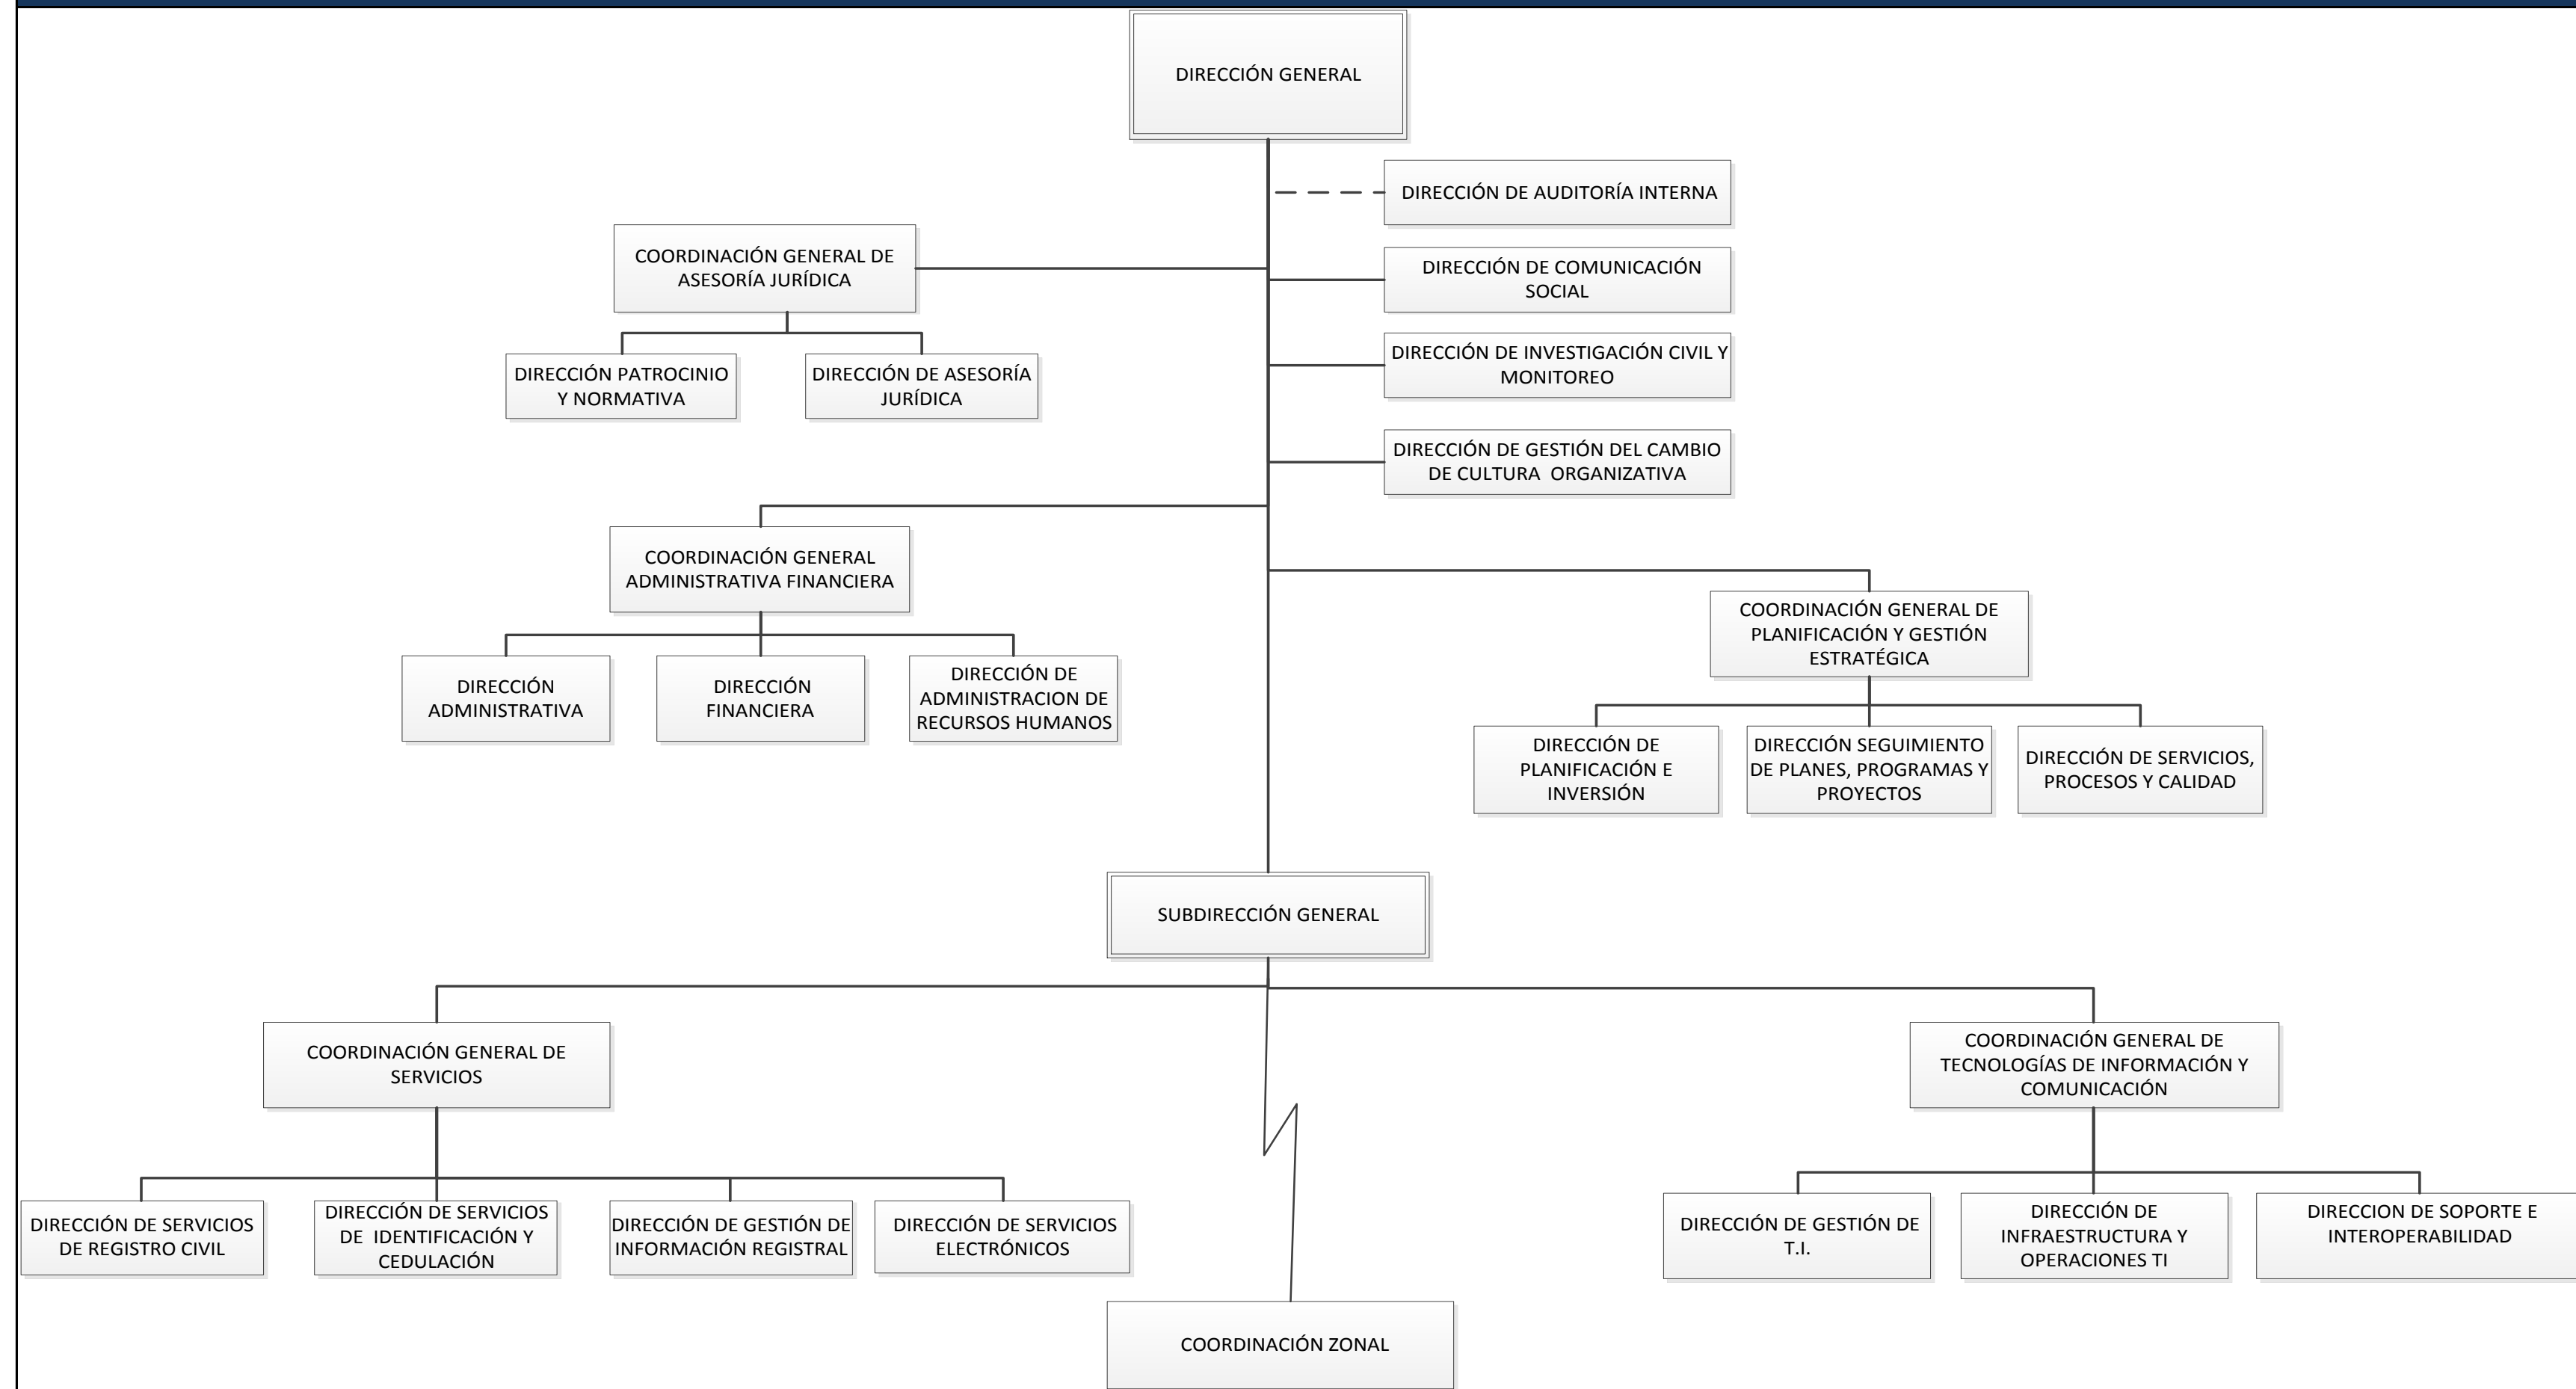 DIRECCIÓN GENERAL
DIRECCIÓN DE AUDITORÍA INTERNA
COORDINACIÓN GENERAL DE
ASESORÍA JURÍDICA
DIRECCIÓN DE COMUNICACIÓN
SOCIAL
DIRECCIÓN DE INVESTIGACIÓN CIVIL Y
MONITOREO
DIRECCIÓN PATROCINIO
Y NORMATIVA
DIRECCIÓN DE ASESORÍA
JURÍDICA
DIRECCIÓN DE GESTIÓN DEL CAMBIO
DE CULTURA  ORGANIZATIVA
COORDINACIÓN GENERAL
ADMINISTRATIVA FINANCIERA
COORDINACIÓN GENERAL DE
PLANIFICACIÓN Y GESTIÓN
ESTRATÉGICA
DIRECCIÓN
ADMINISTRATIVA
DIRECCIÓN
FINANCIERA
DIRECCIÓN DE
ADMINISTRACION DE
RECURSOS HUMANOS
DIRECCIÓN DE
PLANIFICACIÓN E
INVERSIÓN
DIRECCIÓN SEGUIMIENTO
DE PLANES, PROGRAMAS Y
PROYECTOS
DIRECCIÓN DE SERVICIOS,
PROCESOS Y CALIDAD
SUBDIRECCIÓN GENERAL
COORDINACIÓN GENERAL DE
SERVICIOS
COORDINACIÓN GENERAL DE
TECNOLOGÍAS DE INFORMACIÓN Y
COMUNICACIÓN
DIRECCIÓN DE SERVICIOS
DE REGISTRO CIVIL
DIRECCIÓN DE SERVICIOS
DE  IDENTIFICACIÓN Y
CEDULACIÓN
DIRECCIÓN DE GESTIÓN DE
INFORMACIÓN REGISTRAL
DIRECCIÓN DE SERVICIOS
ELECTRÓNICOS
DIRECCIÓN DE GESTIÓN DE
T.I.
DIRECCIÓN DE
INFRAESTRUCTURA Y
OPERACIONES TI
DIRECCION DE SOPORTE E
INTEROPERABILIDAD
COORDINACIÓN ZONAL